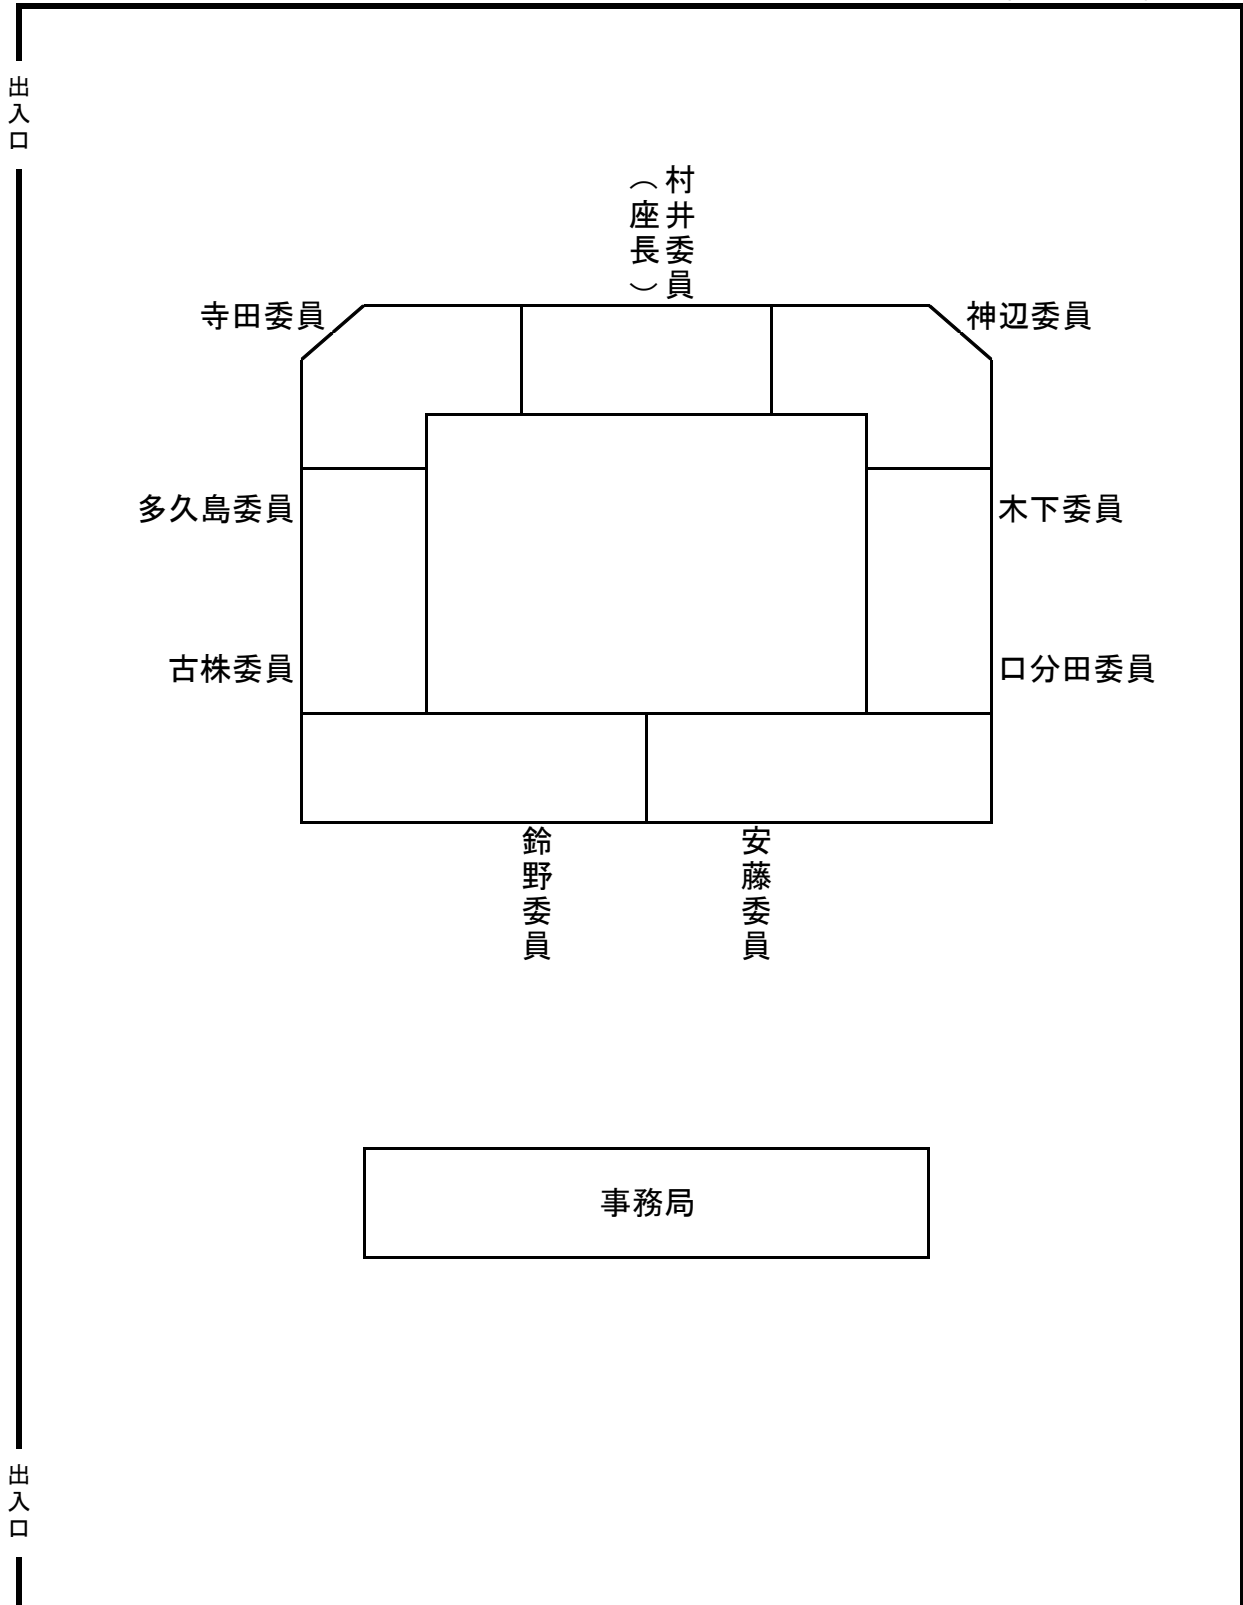 出入口
村井委員
（座長）
寺田委員
神辺委員
多久島委員
木下委員
古株委員
口分田委員
鈴野委員
安藤委員
事務局
出入口